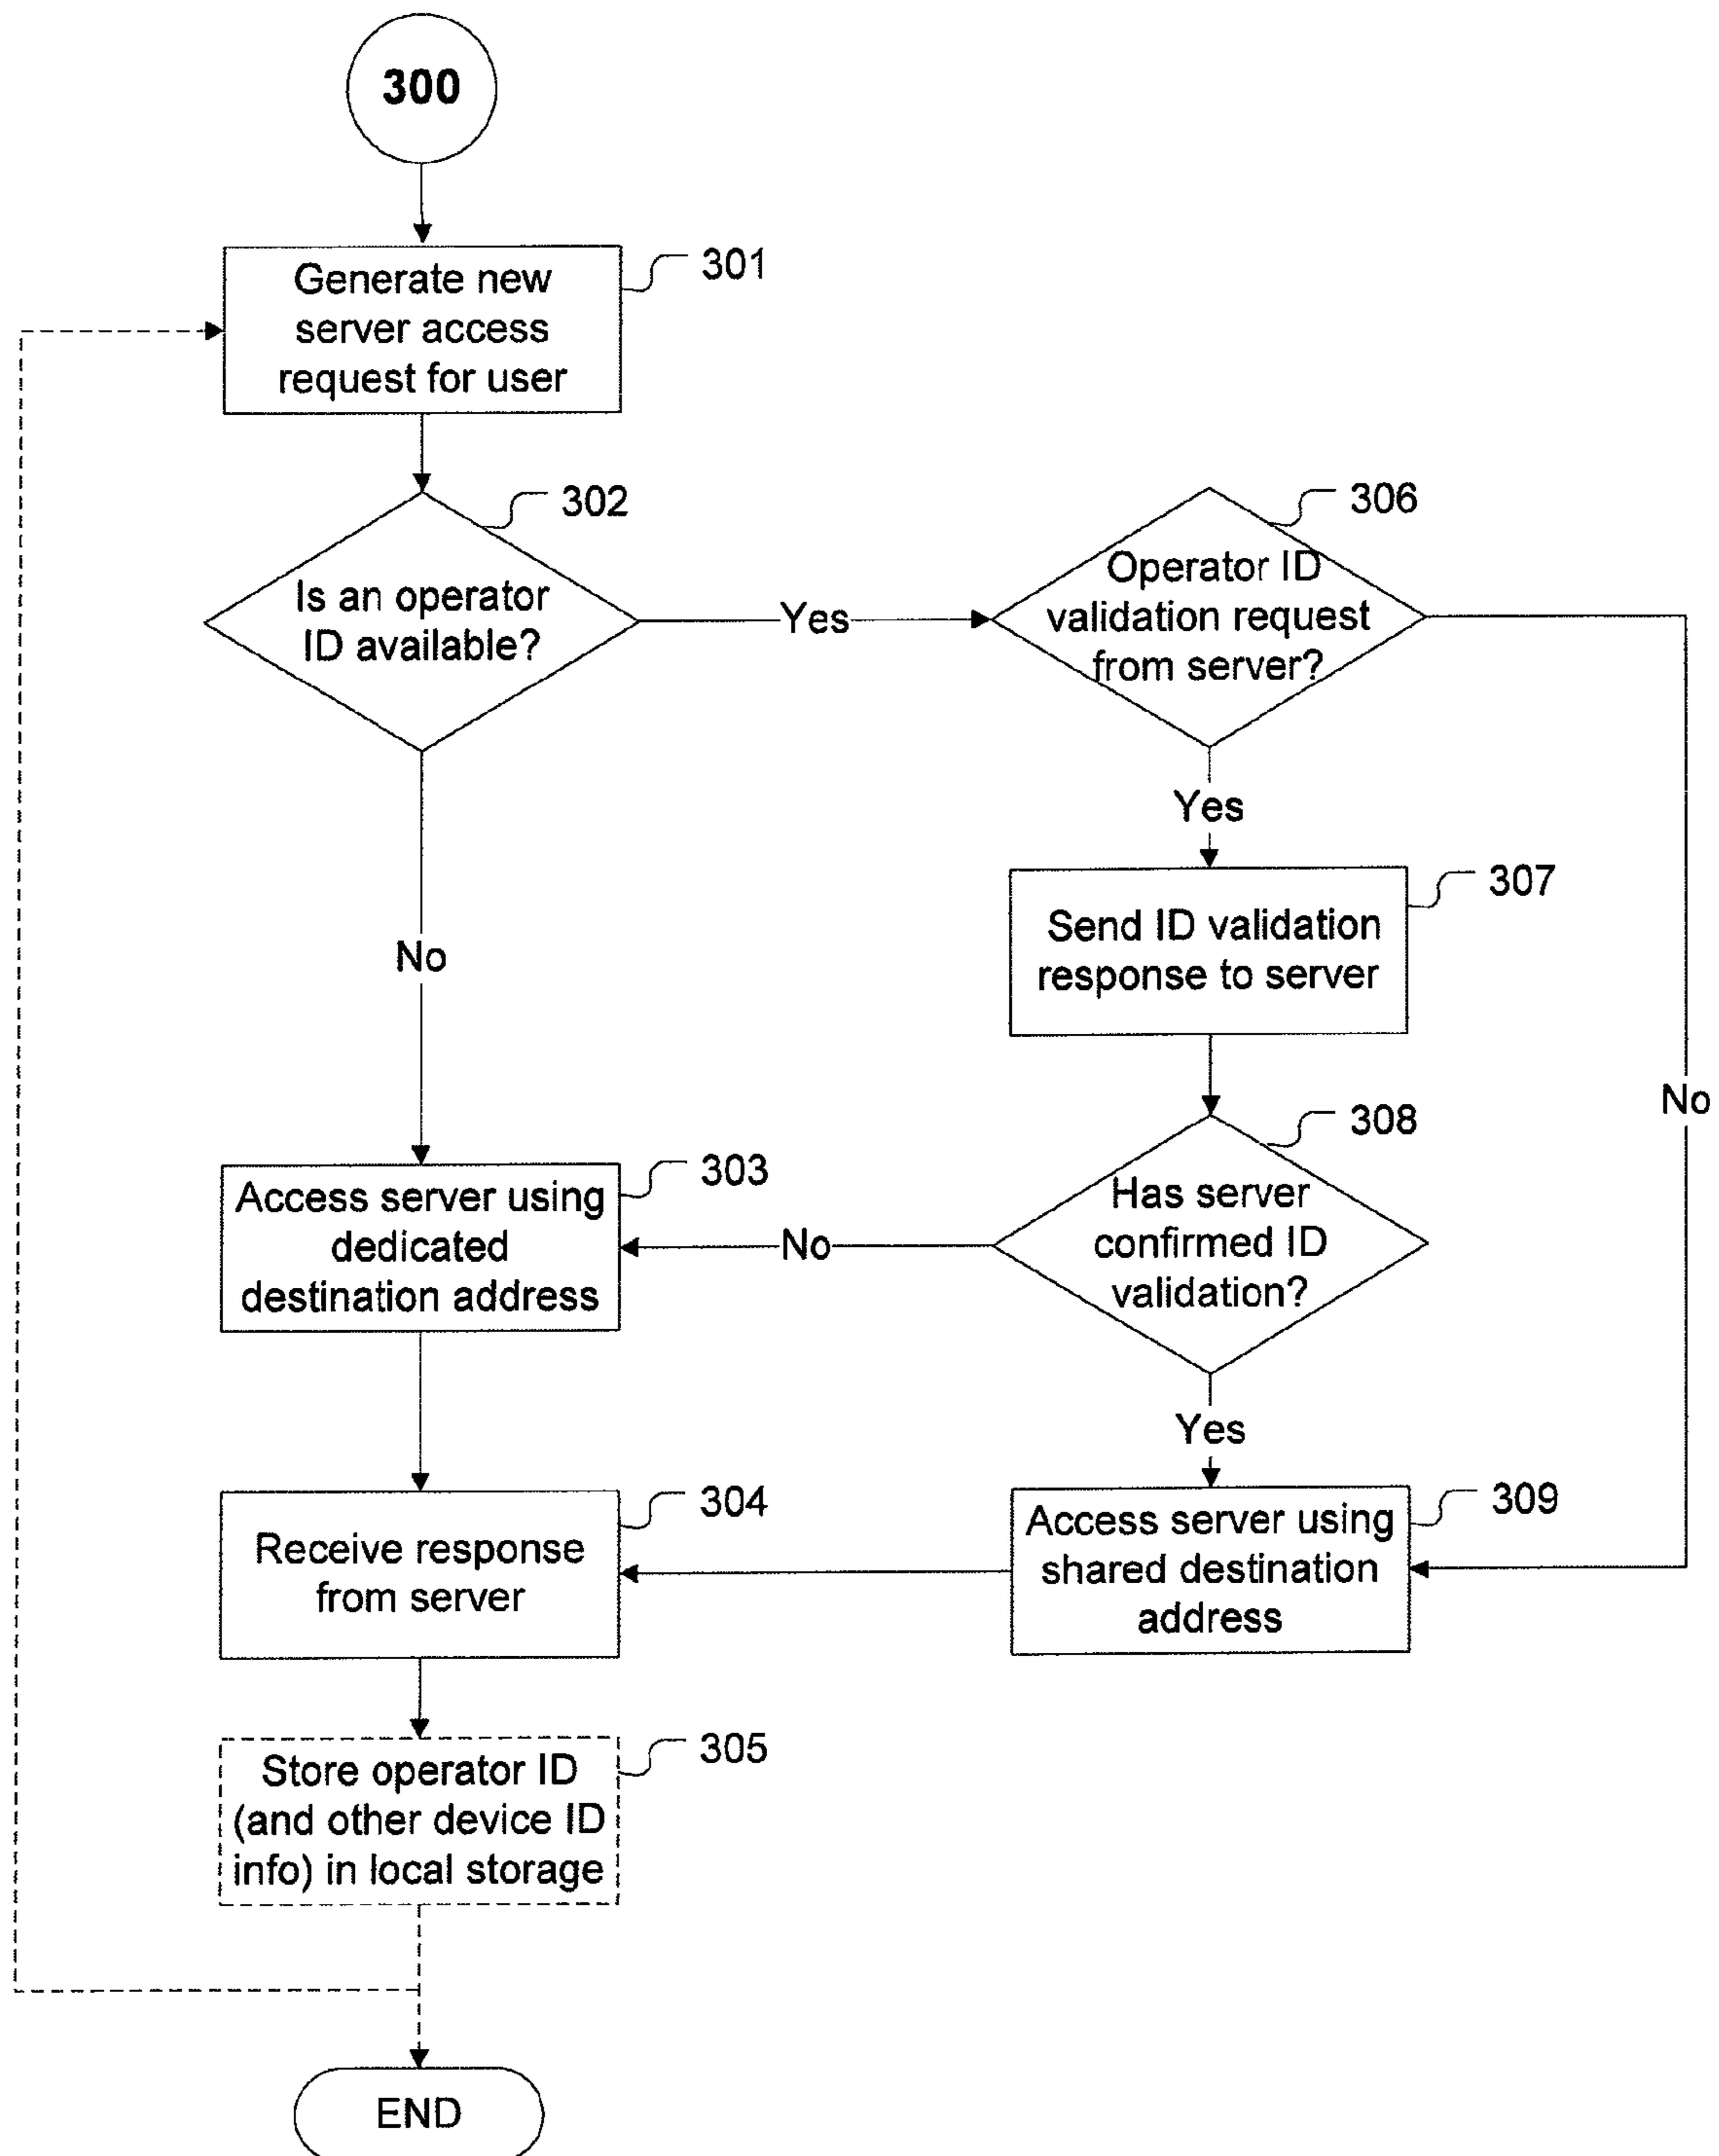 300
Generate new
server access
request for user
301
Is an operator
ID available?
302
Yes
Operator ID
validation request
from server?
306
Yes
Send ID validation
response to server
307
No
No
Has server
confirmed ID
validation?
308
No
Access server using
dedicated
destination address
303
Yes
Receive response
from server
304
Access server using
shared destination
address
309
Store operator ID
(and other device ID
info) in local storage
305
END